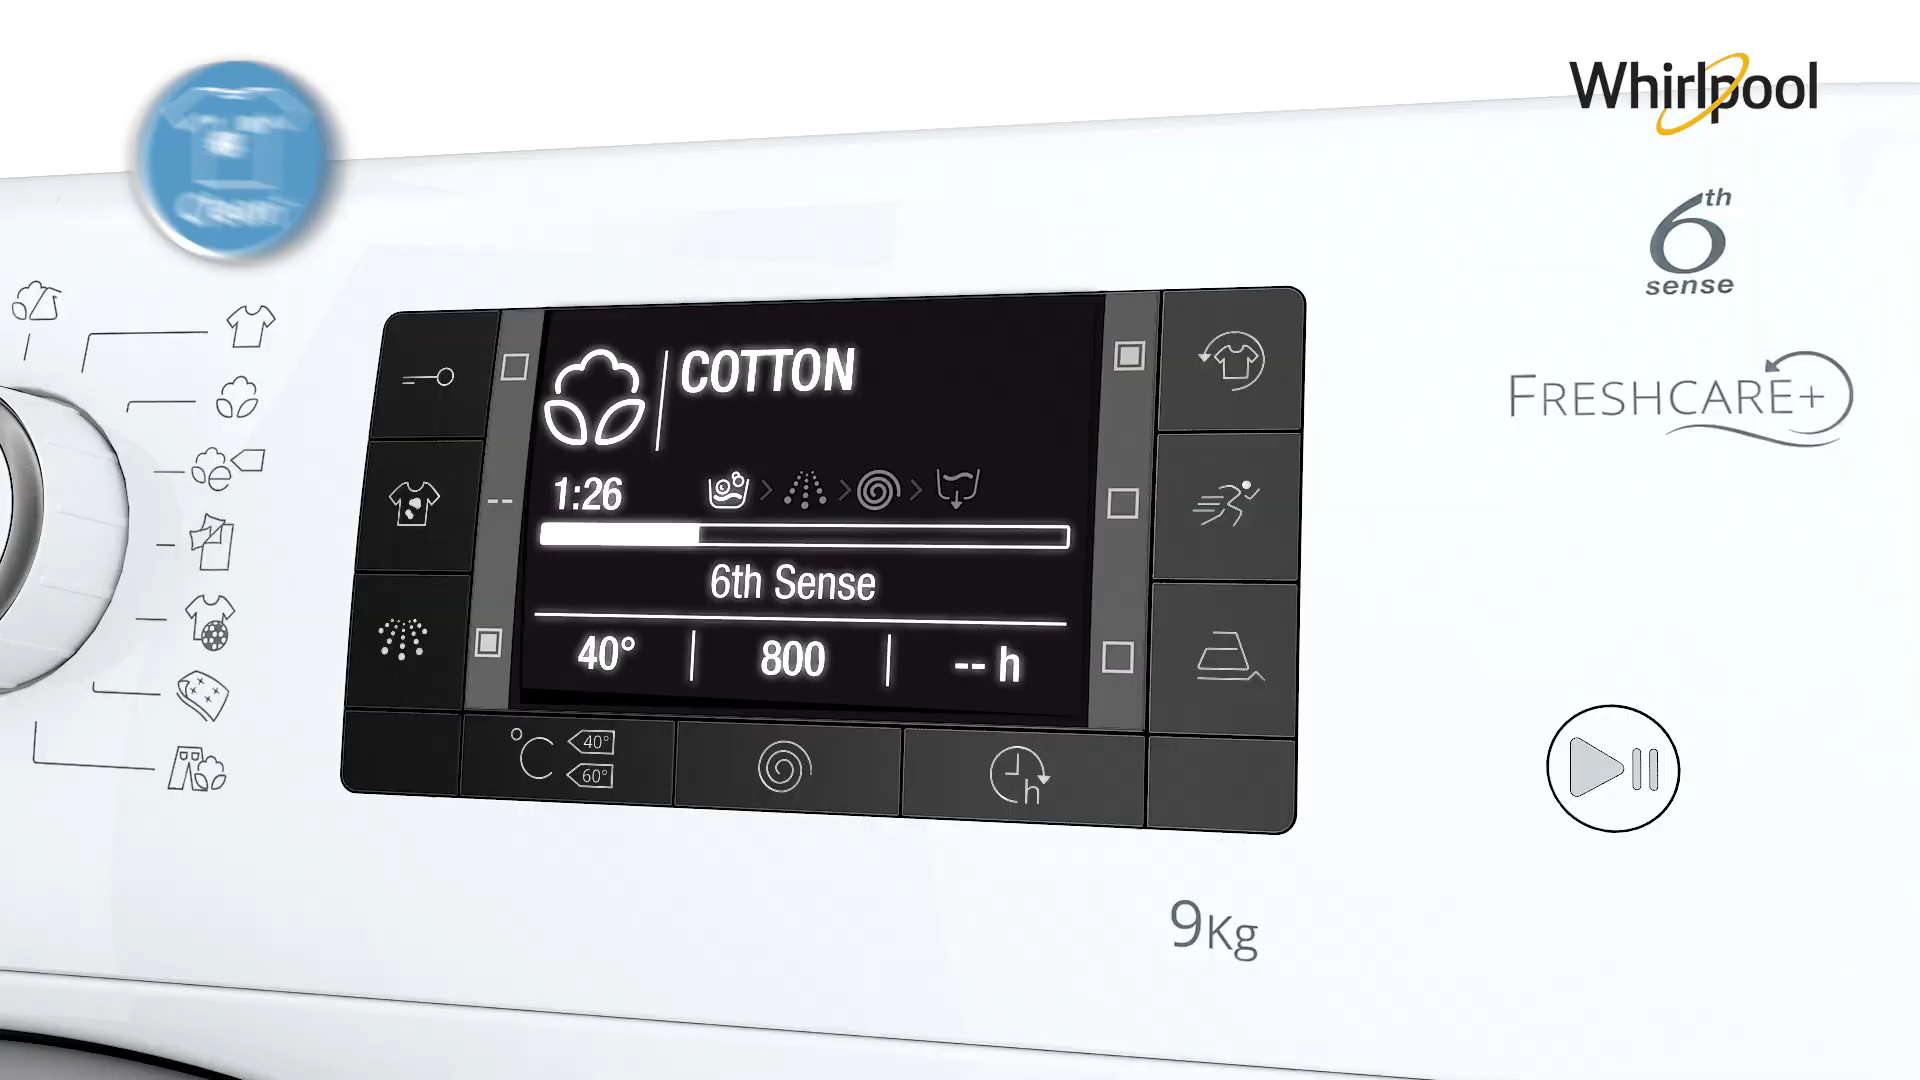 Whirlpool
6th
sense
FRESHCARE+
COTTON
1:26
6th Sense
40° 800 -- h
--
°C 40°
60°
h
9Kg
e